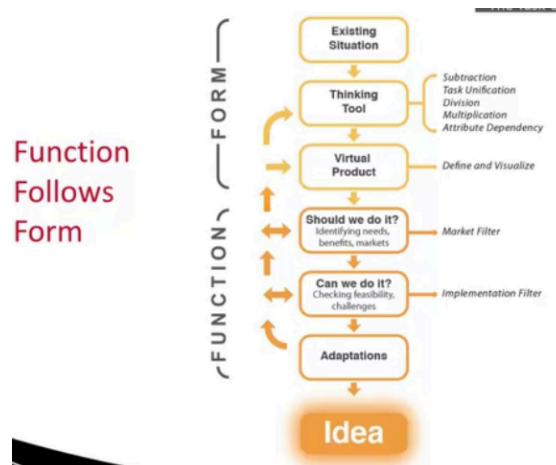 Function
Follows
Form
FORM
FUNCTION
Existing
Situation
Thinking
Tool
Subtraction
Task Unification
Division
Multiplication
Attribute Dependency
Virtual
Product
Define and Visualize
Should we do it?
Identifying needs,
benefits, markets
Market Filter
Can we do it?
Checking feasibility,
challenges
Implementation Filter
Adaptations
Idea